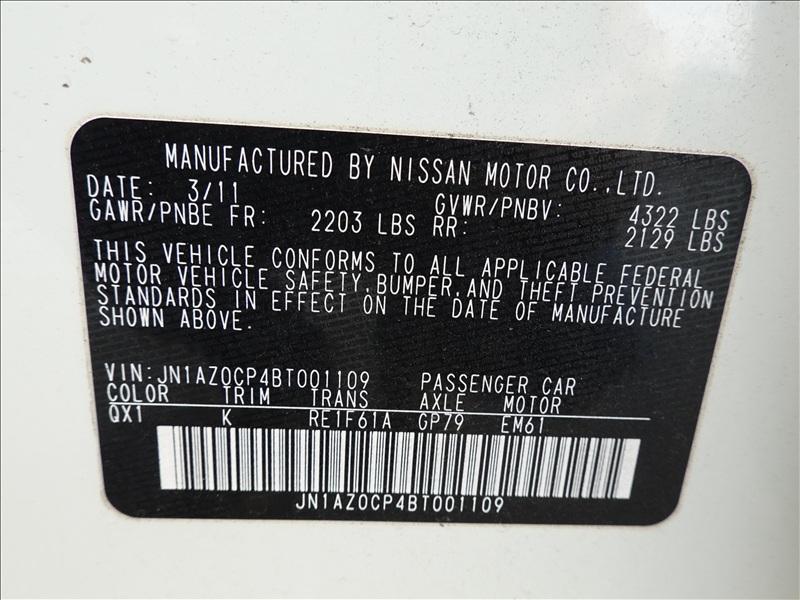 MANUFACTURED BY NISSAN MOTOR CO.,LTD.
DATE: 3/11 GVWR/PNBV: 4322 LBS
GAWR/PNBE FR: 2203 LBS RR: 2129 LBS
THIS VEHICLE CONFORMS TO ALL APPLICABLE FEDERAL
MOTOR VEHICLE SAFETY,BUMPER,AND THEFT PREVENTION
STANDARDS IN EFFECT ON THE DATE OF MANUFACTURE
SHOWN ABOVE.
VIN:JN1AZ0CP4BT001109 PASSENGER CAR
COLOR TRIM TRANS AXLE MOTOR
QX1 K RE1F61A GP79 EM61
JN1AZ0CP4BT001109